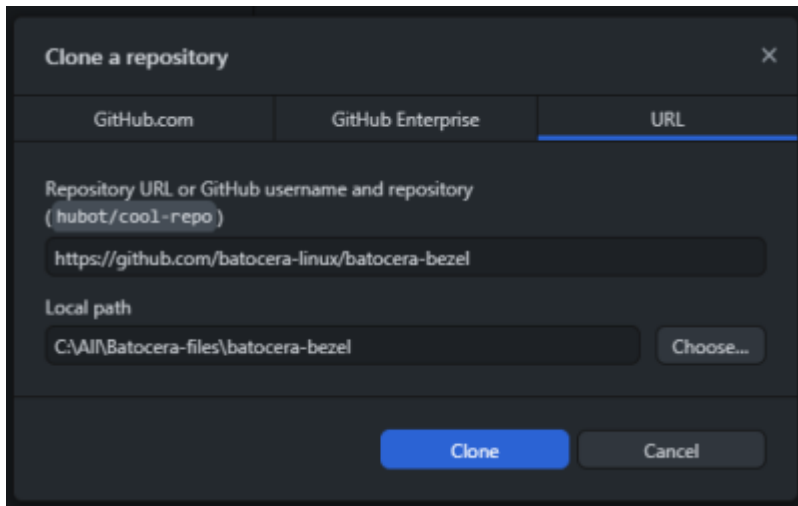 Clone a repository
GitHub.com GitHub Enterprise URL
Repository URL or GitHub username and repository
(hubot/cool-repo)
https://github.com/batocera-linux/batocera-bezel
Local path
C:\All\Batocera-files\batocera-bezel Choose...
Clone Cancel